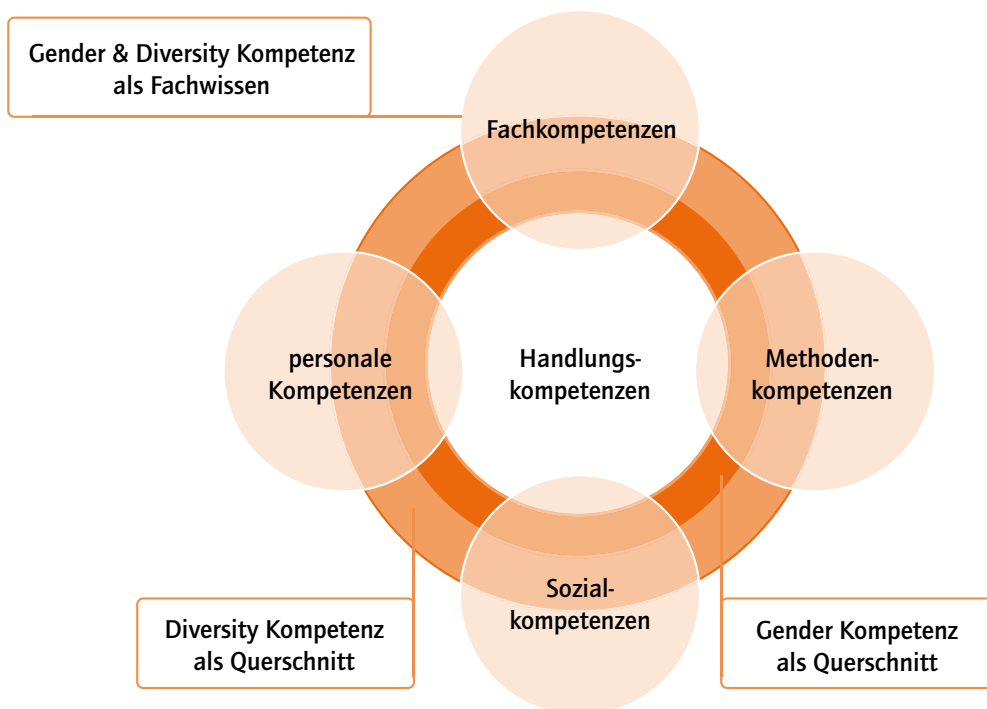 Gender & Diversity Kompetenz
als Fachwissen
Fachkompetenzen
personale
Kompetenzen
Handlungs-
kompetenzen
Methoden-
kompetenzen
Sozial-
kompetenzen
Diversity Kompetenz
als Querschnitt
Gender Kompetenz
als Querschnitt